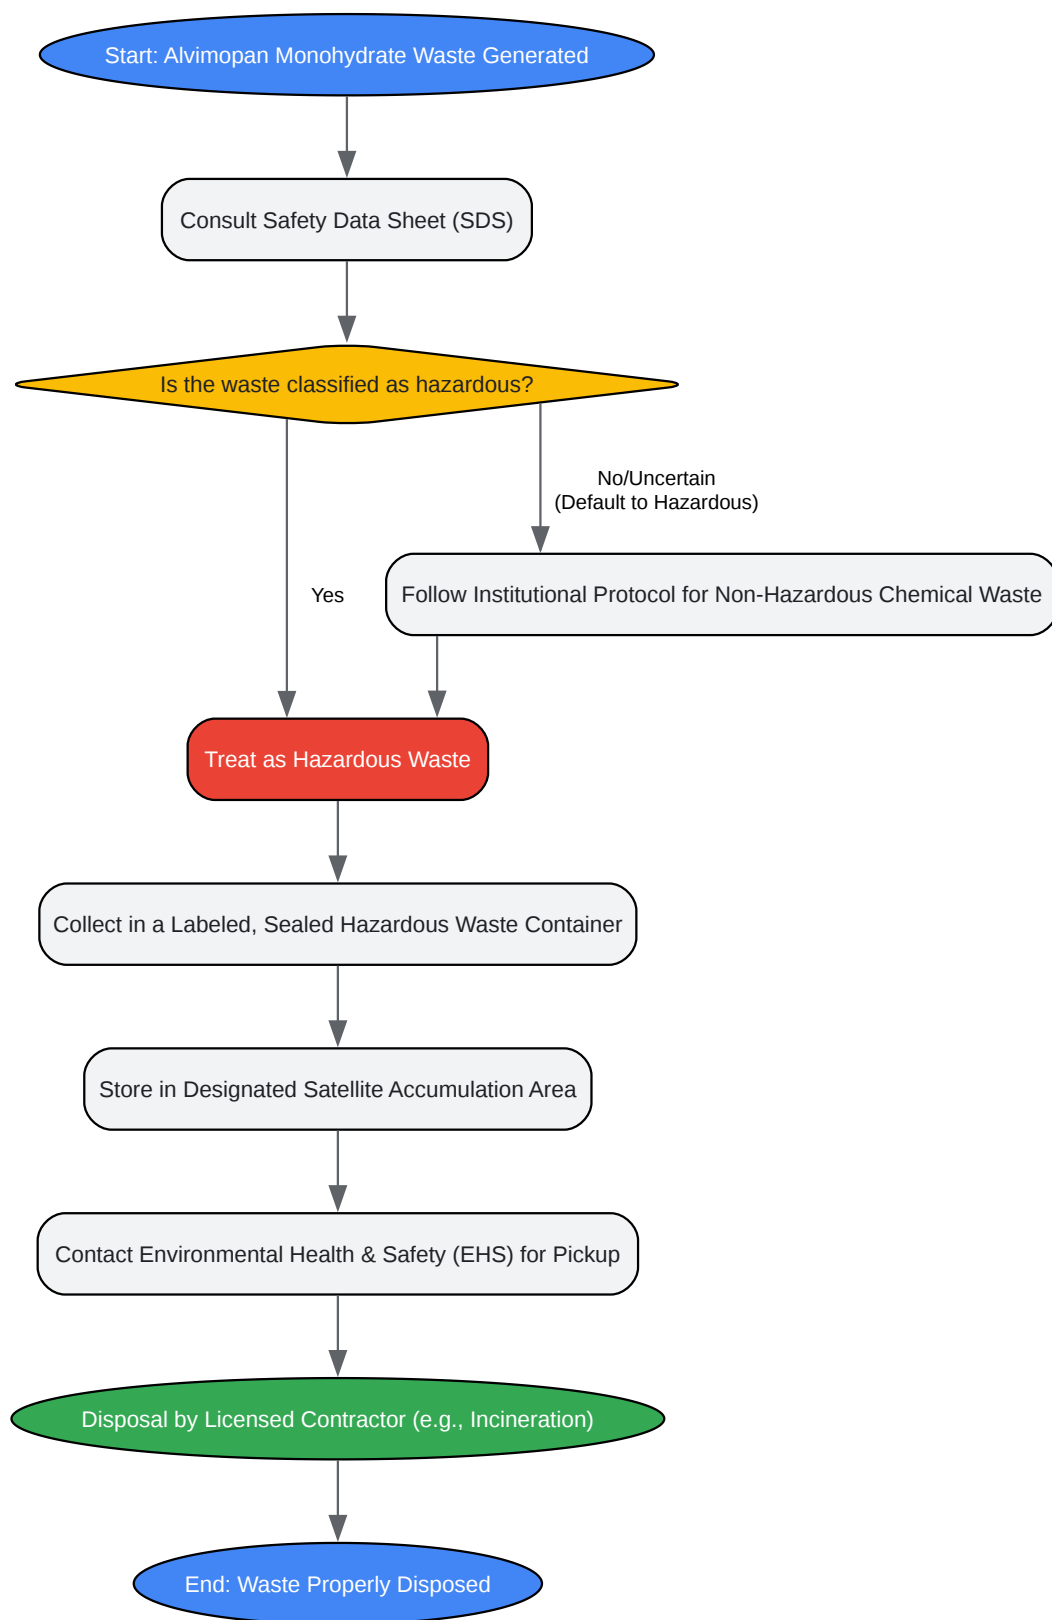 Start: Alvimopan Monohydrate Waste Generated
Consult Safety Data Sheet (SDS)
Is the waste classified as hazardous?
No/Uncertain
(Default to Hazardous)
Yes
Follow Institutional Protocol for Non-Hazardous Chemical Waste
Treat as Hazardous Waste
Collect in a Labeled, Sealed Hazardous Waste Container
Store in Designated Satellite Accumulation Area
Contact Environmental Health & Safety (EHS) for Pickup
Disposal by Licensed Contractor (e.g., Incineration)
End: Waste Properly Disposed